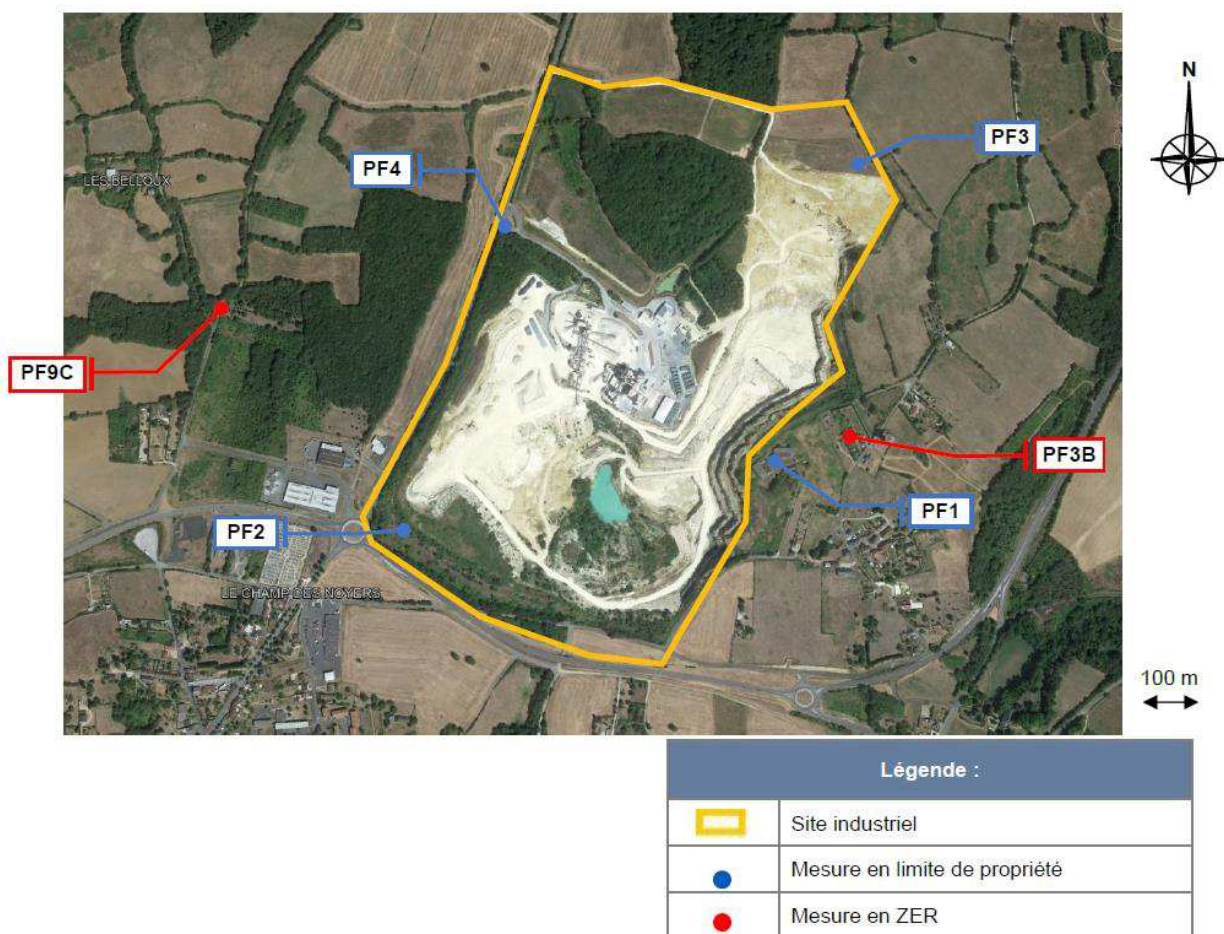 N
PF3
PF4
LES BELLOUX
PF9C
PF3B
PF1
PF2
LE CHAMP DES NOYERS
100 m
Légende :
Site industriel
Mesure en limite de propriété
Mesure en ZER